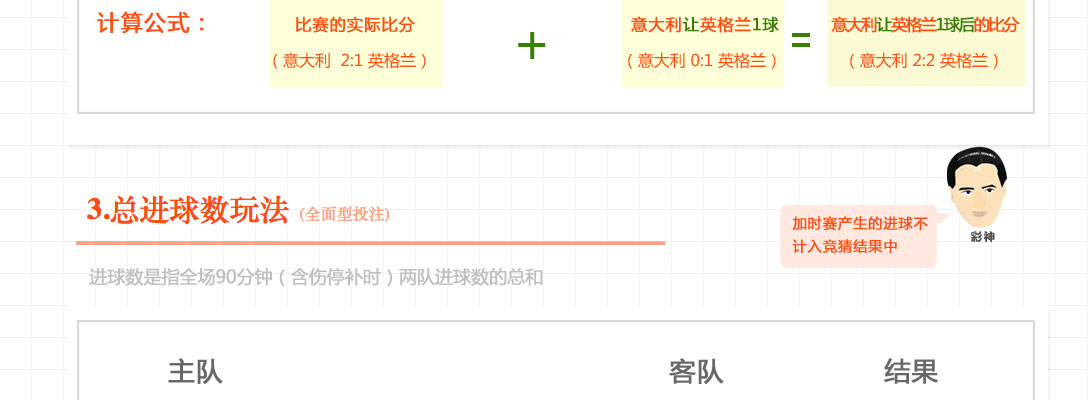 计算公式：
比赛的实际比分
（意大利 2:1 英格兰）
+
意大利让英格兰1球
（意大利 0:1 英格兰）
=
意大利让英格兰1球后的比分
（意大利 2:2 英格兰）
3.总进球数玩法 (全面型投注)
加时赛产生的进球不
计入竞猜结果中
彩神
进球数是指全场90分钟（含伤停补时）两队进球数的总和
主队 客队 结果